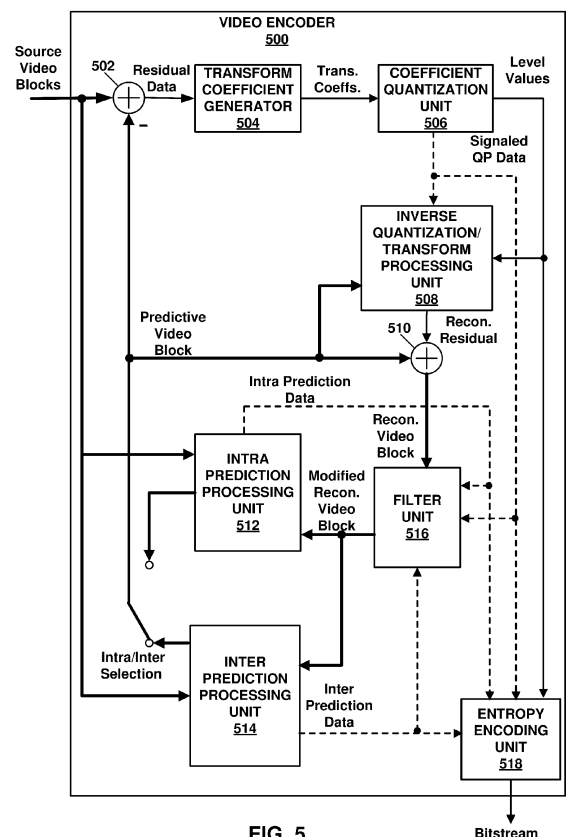 VIDEO ENCODER
500
Source
Video
Blocks
502
Residual
Data
TRANSFORM
COEFFICIENT
GENERATOR
504
Trans.
Coeffs.
COEFFICIENT
QUANTIZATION
UNIT
506
Level
Values
Signaled
QP Data
INVERSE
QUANTIZATION/
TRANSFORM
PROCESSING
UNIT
508
510
Recon.
Residual
Predictive
Video
Block
Intra Prediction
Data
Recon.
Video
Block
INTRA
PREDICTION
PROCESSING
UNIT
512
Modified
Recon.
Video
Block
FILTER
UNIT
516
Intra/Inter
Selection
INTER
PREDICTION
PROCESSING
UNIT
514
Inter
Prediction
Data
ENTROPY
ENCODING
UNIT
518
FIG. 5
Bitstream